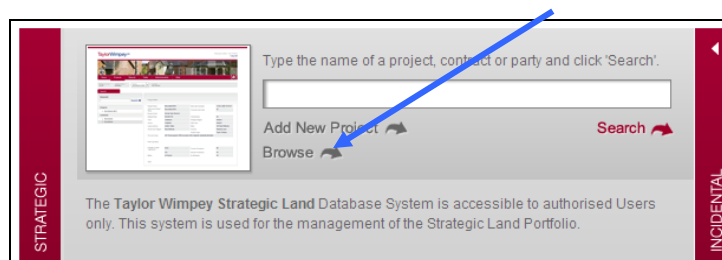 Type the name of a project, contract or party and click 'Search'.
Add New Project
Search
Browse
STRATEGIC
The Taylor Wimpey Strategic Land Database System is accessible to authorised Users
only. This system is used for the management of the Strategic Land Portfolio.
INCIDENTAL